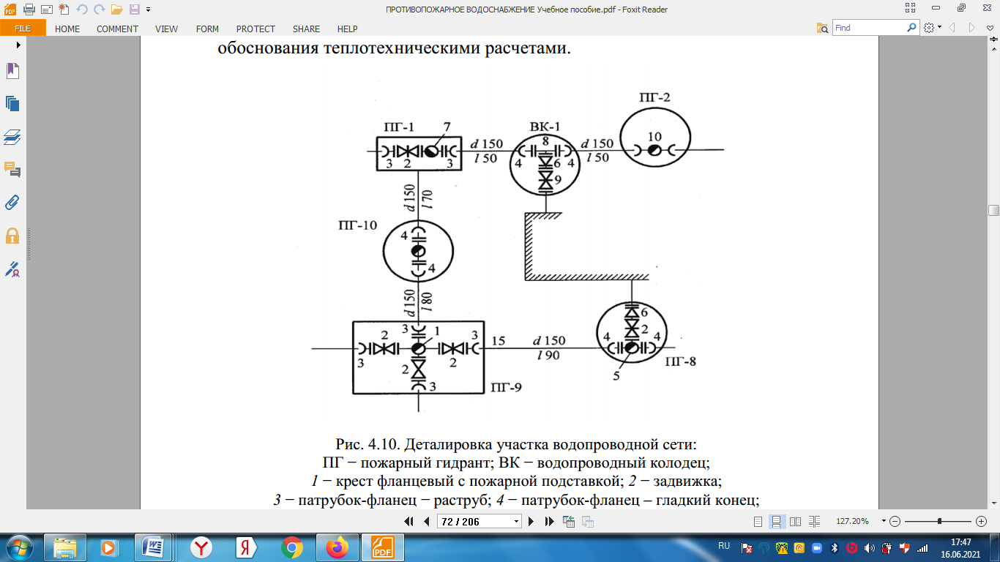 ПРОТИВОПОЖАРНОЕ ВОДОСНАБЖЕНИЕ Учебное пособие.pdf - Foxit Reader
FILE HOME COMMENT VIEW FORM PROTECT SHARE HELP
Find
обоснования теплотехническими расчетами.
ПГ-2
ПГ-1 7 ВК-1
8 10
d 150 d 150
l 50 l 50
3 2 3 4 6 4
9
d 150 l 70
ПГ-10
4
4
d 150 l 80
6
3 1
2 3 15 d 150 4 2 4
l 90
3 2 2 ПГ-8
5
3 ПГ-9
Рис. 4.10. Деталировка участка водопроводной сети:
ПГ − пожарный гидрант; ВК − водопроводный колодец;
1 − крест фланцевый с пожарной подставкой; 2 − задвижка;
3 − патрубок-фланец − раструб; 4 − патрубок-фланец – гладкий конец;
72 / 206
127.20%
RU
17:47
16.06.2021